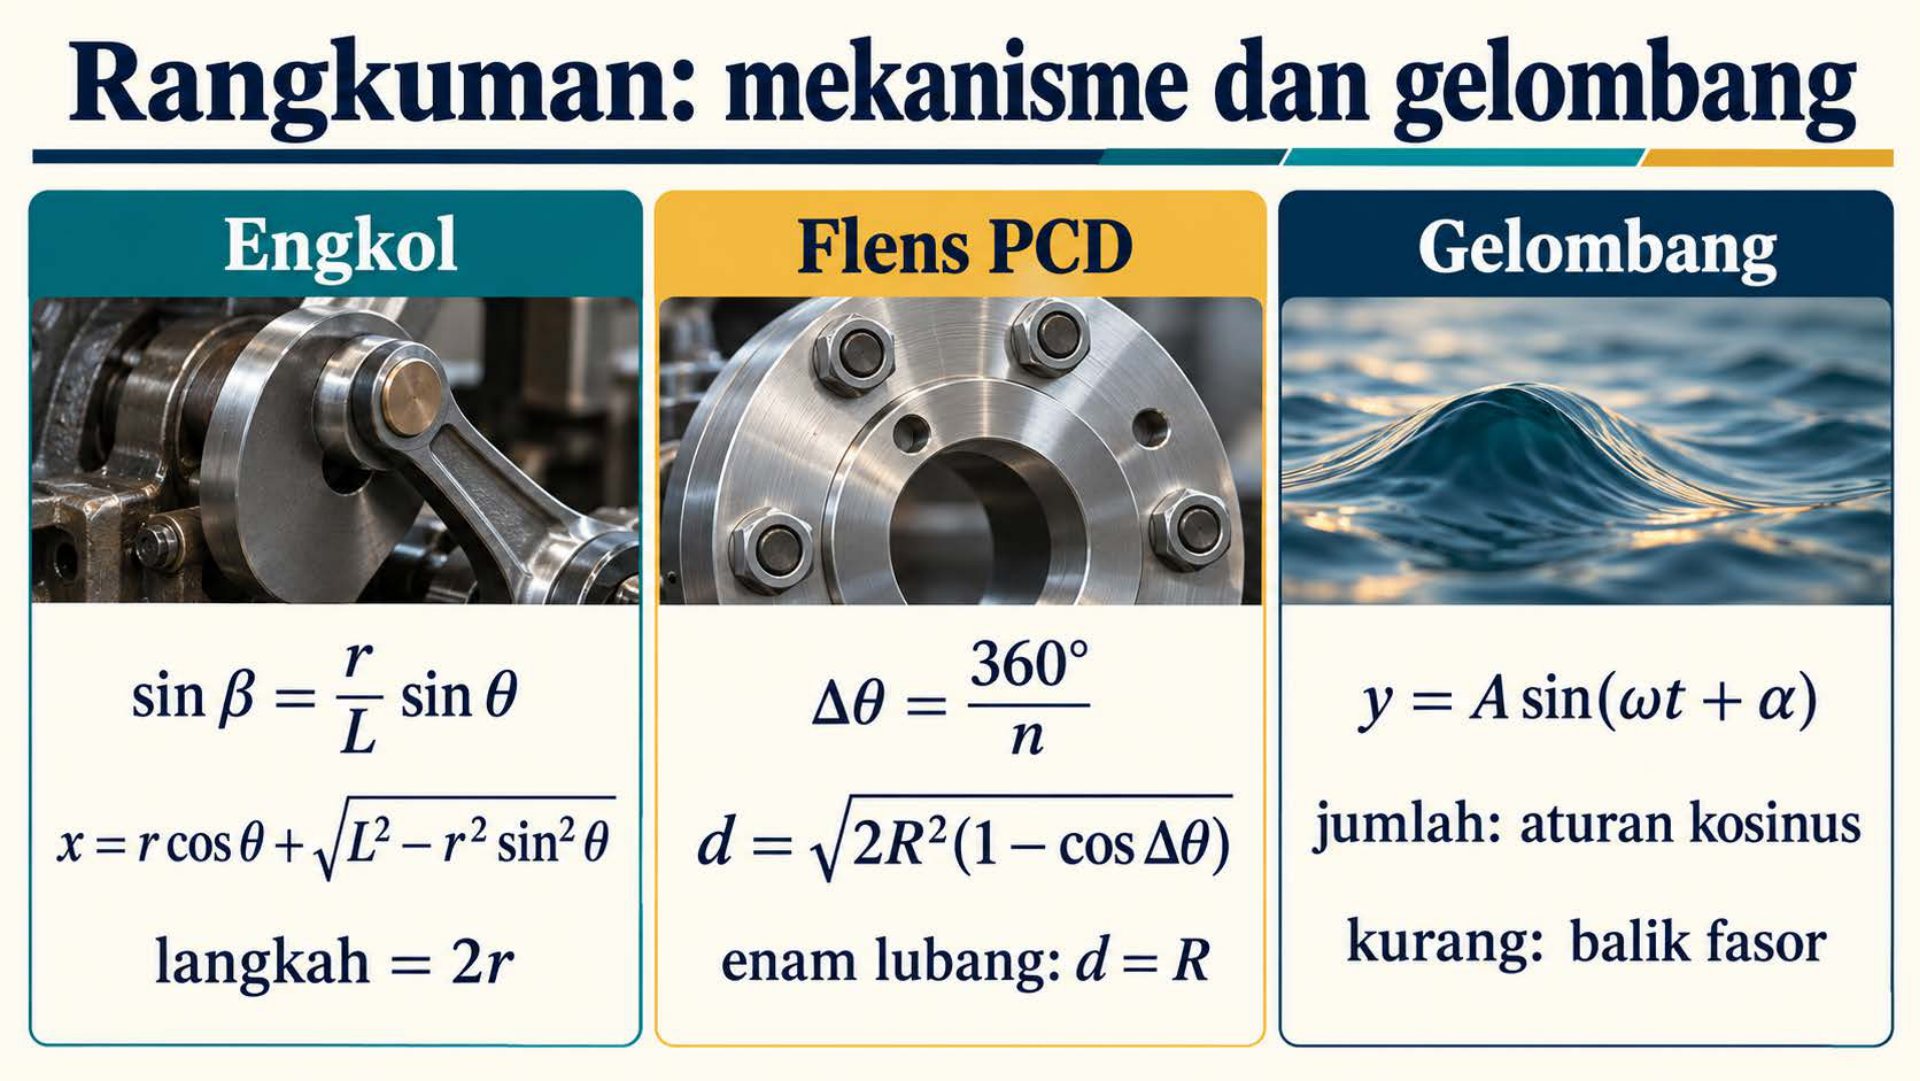 Rangkuman: mekanisme dan gelombang
Engkol
sin β = r/L sin θ
x = r cos θ + √(L² − r² sin² θ)
langkah = 2r
Flens PCD
Δθ = 360°/n
d = √(2R²(1 − cos Δθ))
enam lubang: d = R
Gelombang
y = A sin(ωt + α)
jumlah: aturan kosinus
kurang: balik fasor